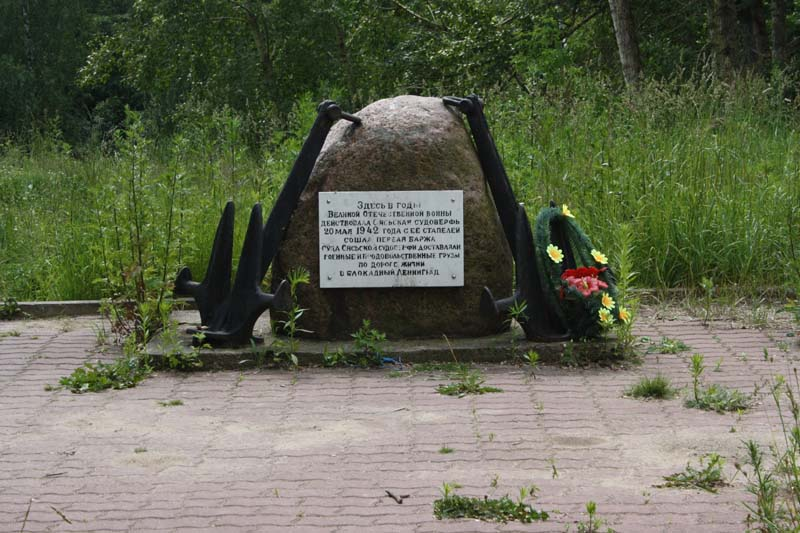 Здесь в годы
Великой Отечественной войны
действовала Сясьская судоверфь
20 мая 1942 года с её стапелей
сошла первая баржа
Суда Сясьской судоверфи доставляли
военные и продовольственные грузы
по дороге жизни
в блокадный Ленинград